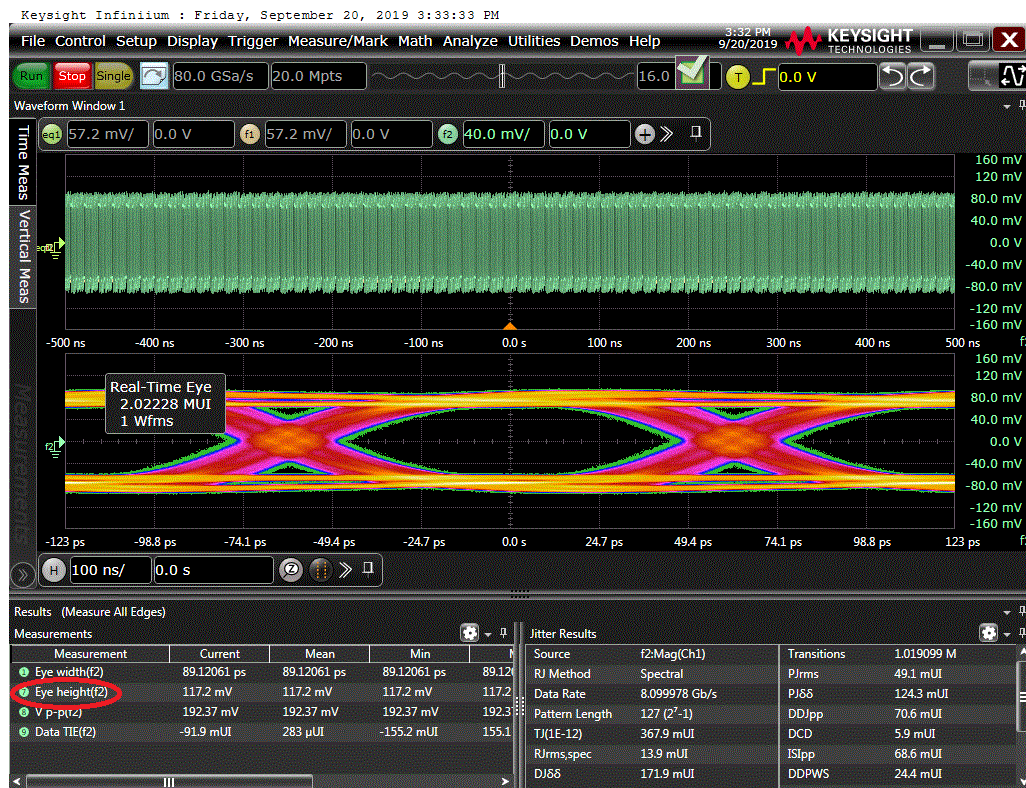 Keysight Infiniium : Friday, September 20, 2019 3:33:33 PM
File Control Setup Display Trigger Measure/Mark Math Analyze Utilities Demos Help
3:32 PM
9/20/2019
KEYSIGHT
TECHNOLOGIES
Run Stop Single 80.0 GSa/s 20.0 Mpts 16.0 T 0.0 V
Waveform Window 1
Time Meas
Vertical Meas
Measurements
eq1 57.2 mV/ 0.0 V f1 57.2 mV/ 0.0 V f2 40.0 mV/ 0.0 V
160 mV
120 mV
80.0 mV
40.0 mV
0.0 V
-40.0 mV
-80.0 mV
-120 mV
-160 mV
-500 ns -400 ns -300 ns -200 ns -100 ns 0.0 s 100 ns 200 ns 300 ns 400 ns 500 ns
Real-Time Eye
2.02228 MUI
1 Wfms
f2
160 mV
120 mV
80.0 mV
40.0 mV
0.0 V
-40.0 mV
-80.0 mV
-120 mV
-160 mV
-123 ps -98.8 ps -74.1 ps -49.4 ps -24.7 ps 0.0 s 24.7 ps 49.4 ps 74.1 ps 98.8 ps 123 ps
H 100 ns/ 0.0 s
Results (Measure All Edges)
Measurements
Measurement Current Mean Min
1 Eye width(f2) 89.12061 ps 89.12061 ps 89.12061 ps 89.12
7 Eye height(f2) 117.2 mV 117.2 mV 117.2 mV 117.2
8 V p-p(f2) 192.37 mV 192.37 mV 192.37 mV 192.3
9 Data TIE(f2) -91.9 mUI 283 µUI -155.2 mUI 155.1
Jitter Results
Source f2:Mag(Ch1) Transitions 1.019099 M
RJ Method Spectral PJrms 49.1 mUI
Data Rate 8.099978 Gb/s PJδδ 124.3 mUI
Pattern Length 127 (2⁷-1) DDJpp 70.6 mUI
TJ(1E-12) 367.9 mUI DCD 5.9 mUI
RJrms,spec 13.9 mUI ISIpp 68.6 mUI
DJδδ 171.9 mUI DDPWS 24.4 mUI